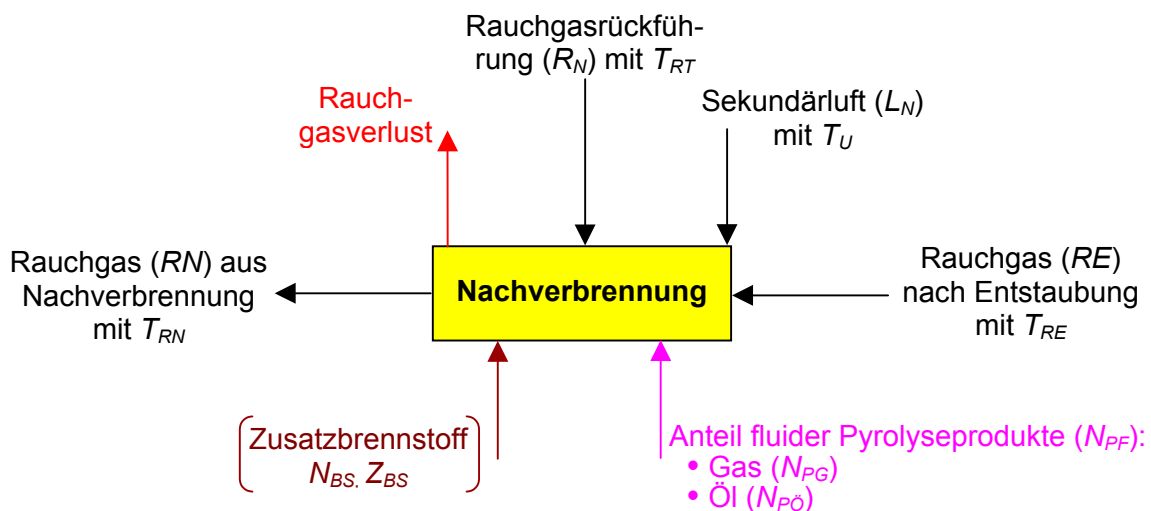 Rauchgasrückfüh-
rung (R_N) mit T_RT
Rauch-
gasverlust
Sekundärluft (L_N)
mit T_U
Rauchgas (RN) aus
Nachverbrennung
mit T_RN
Nachverbrennung
Rauchgas (RE)
nach Entstaubung
mit T_RE
Zusatzbrennstoff
N_BS, Z_BS
Anteil fluider Pyrolyseprodukte (N_PF):
• Gas (N_PG)
• Öl (N_PÖ)